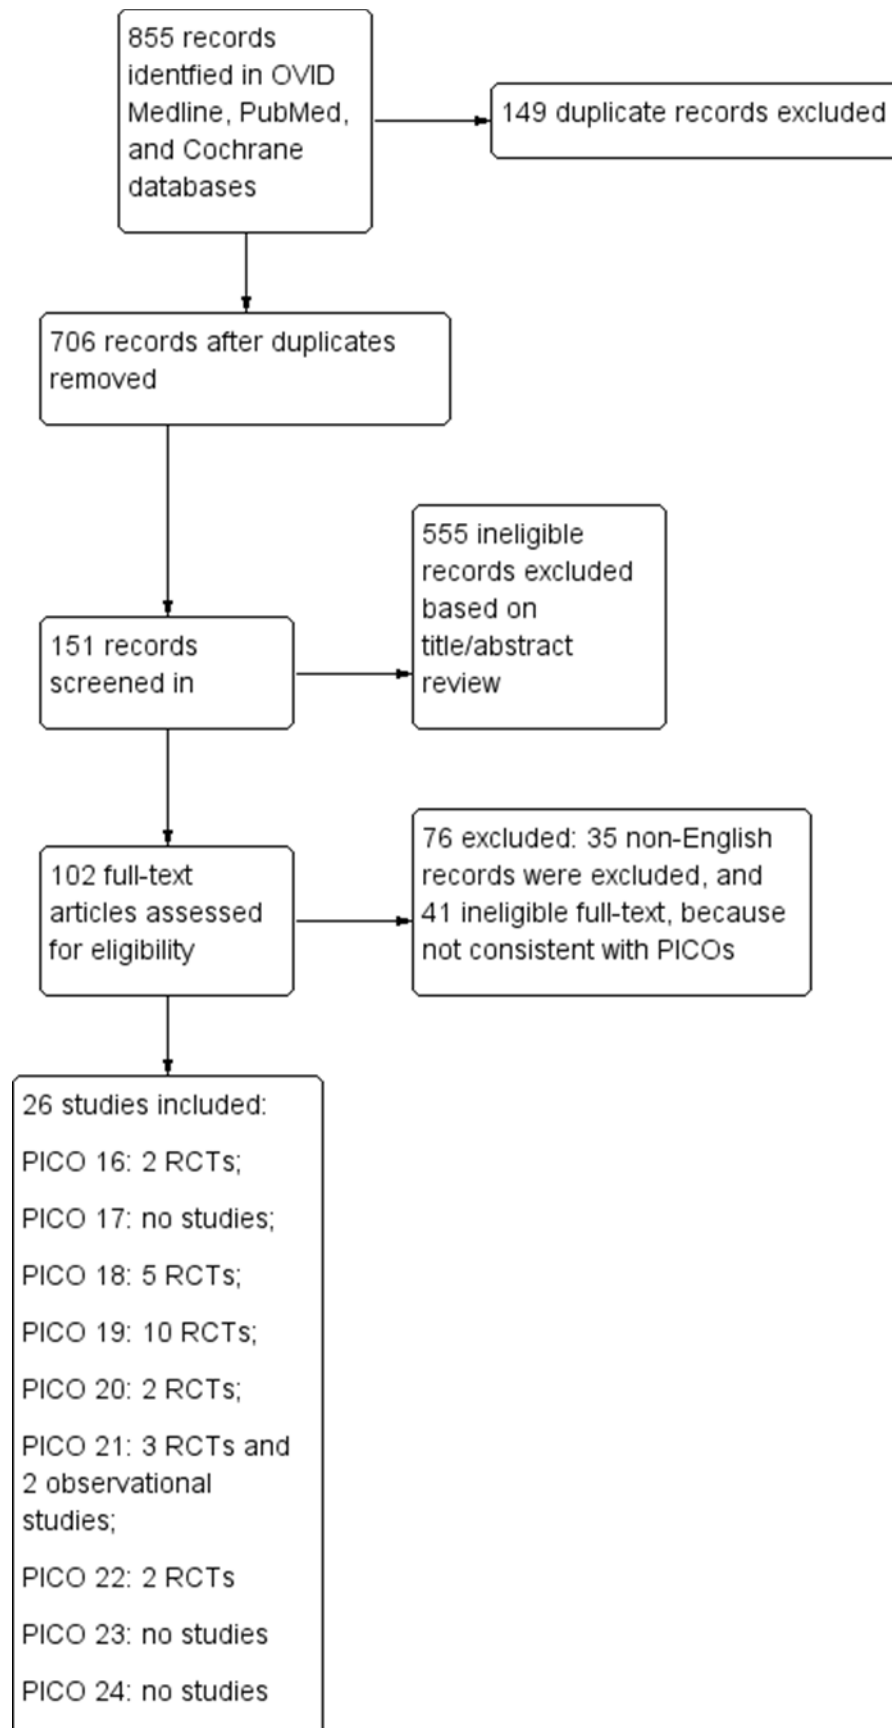 855 records
identfied in OVID
Medline, PubMed,
and Cochrane
databases
149 duplicate records excluded
706 records after duplicates
removed
555 ineligible
records excluded
based on
title/abstract
review
151 records
screened in
76 excluded: 35 non-English
records were excluded, and
41 ineligible full-text, because
not consistent with PICOs
102 full-text
articles assessed
for eligibility
26 studies included:
PICO 16: 2 RCTs;
PICO 17: no studies;
PICO 18: 5 RCTs;
PICO 19: 10 RCTs;
PICO 20: 2 RCTs;
PICO 21: 3 RCTs and
2 observational
studies;
PICO 22: 2 RCTs
PICO 23: no studies
PICO 24: no studies